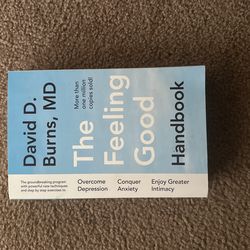 David D.
Burns, MD
More than
one million
copies sold!
The
Feeling
Good
Handbook
The groundbreaking program
with powerful new techniques
and step by step exercises to:
Overcome
Depression
Conquer
Anxiety
Enjoy Greater
Intimacy